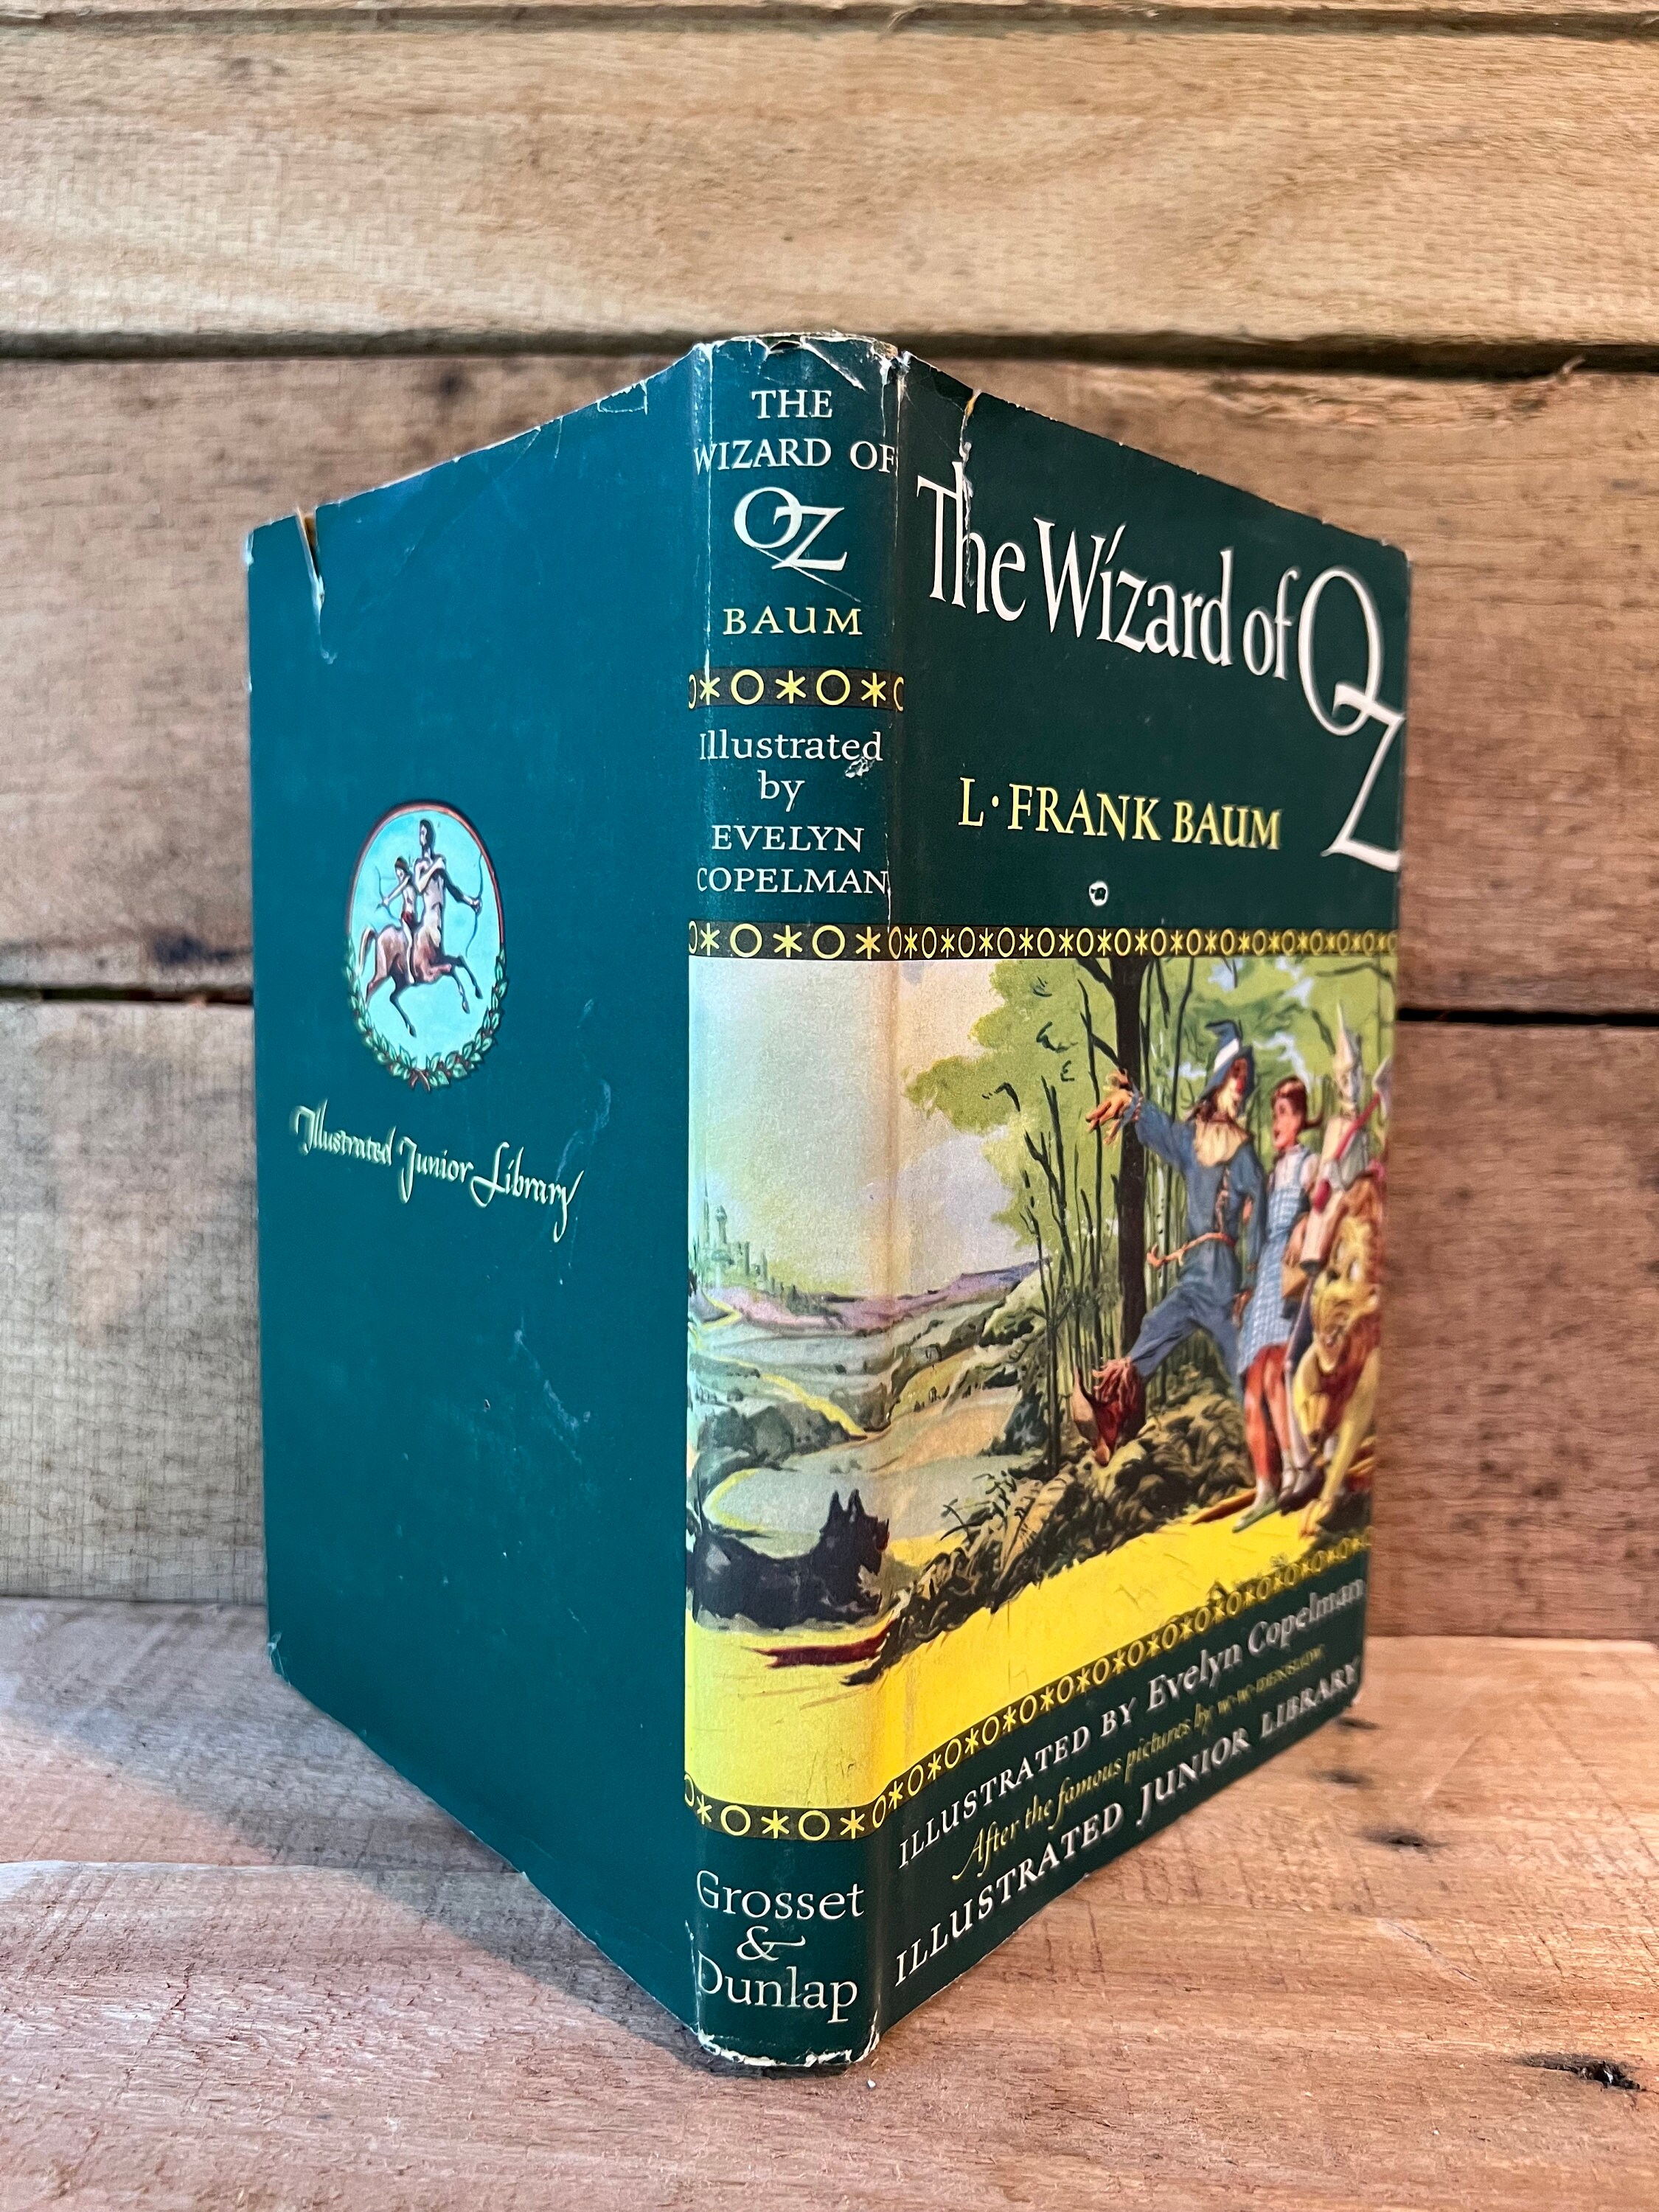 Illustrated Junior Library
THE
WIZARD OF
OZ
BAUM
Illustrated
by
EVELYN
COPELMAN
Grosset
&
Dunlap
The Wizard of
OZ
L · FRANK BAUM
ILLUSTRATED BY Evelyn Copelman
After the famous pictures by W·W·DENSLOW
ILLUSTRATED JUNIOR LIBRARY